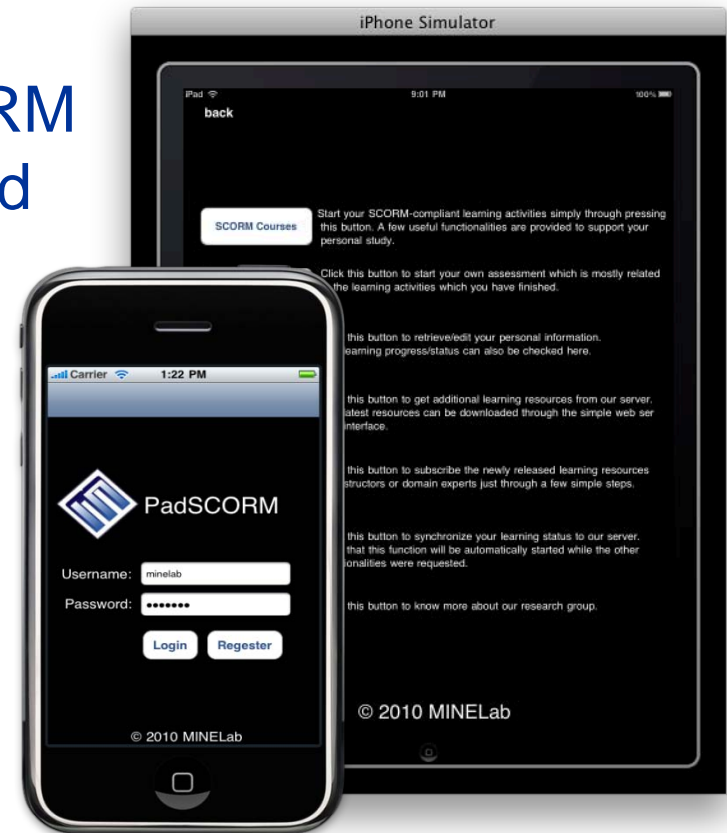 RM
d
iPhone Simulator
iPad 9:01 PM 100%
back
SCORM Courses
Start your SCORM-compliant learning activities simply through pressing
this button. A few useful functionalities are provided to support your
personal study.
Click this button to start your own assessment which is mostly related
the learning activities which you have finished.
this button to retrieve/edit your personal information.
earning progress/status can also be checked here.
this button to get additional learning resources from our server.
atest resources can be downloaded through the simple web ser
interface.
this button to subscribe the newly released learning resources
structors or domain experts just through a few simple steps.
this button to synchronize your learning status to our server.
that this function will be automatically started while the other
ionalities were requested.
this button to know more about our research group.
© 2010 MINELab
Carrier 1:22 PM
PadSCORM
Username: minelab
Password: •••••••
Login Regester
© 2010 MINELab